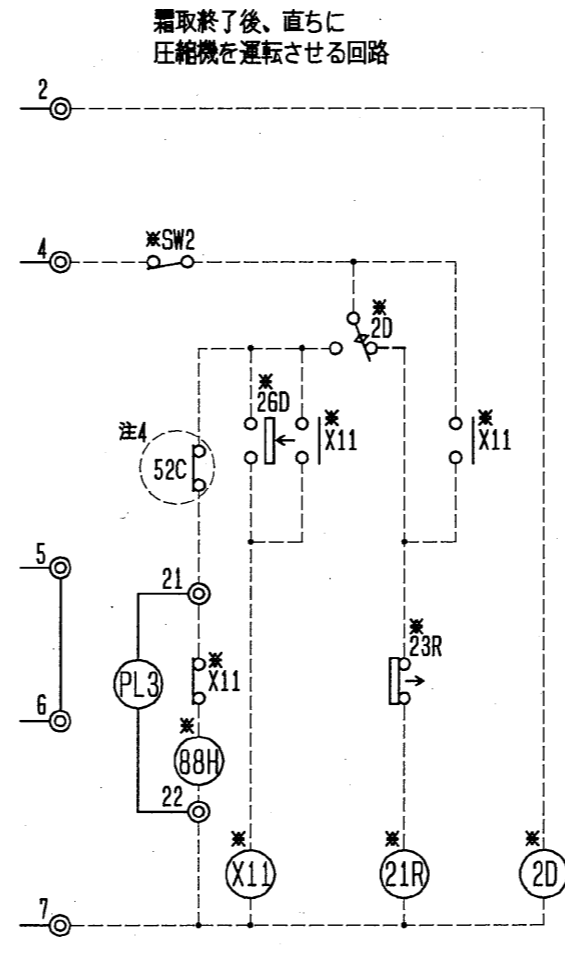 霜取終了後、直ちに
圧縮機を運転させる回路
2
4
※SW2
※
2D
※
26D
※
X11
※
X11
注4
52C
5
21
※
23R
※
X11
PL3
6
※
88H
22
※
X11
※
21R
※
2D
7